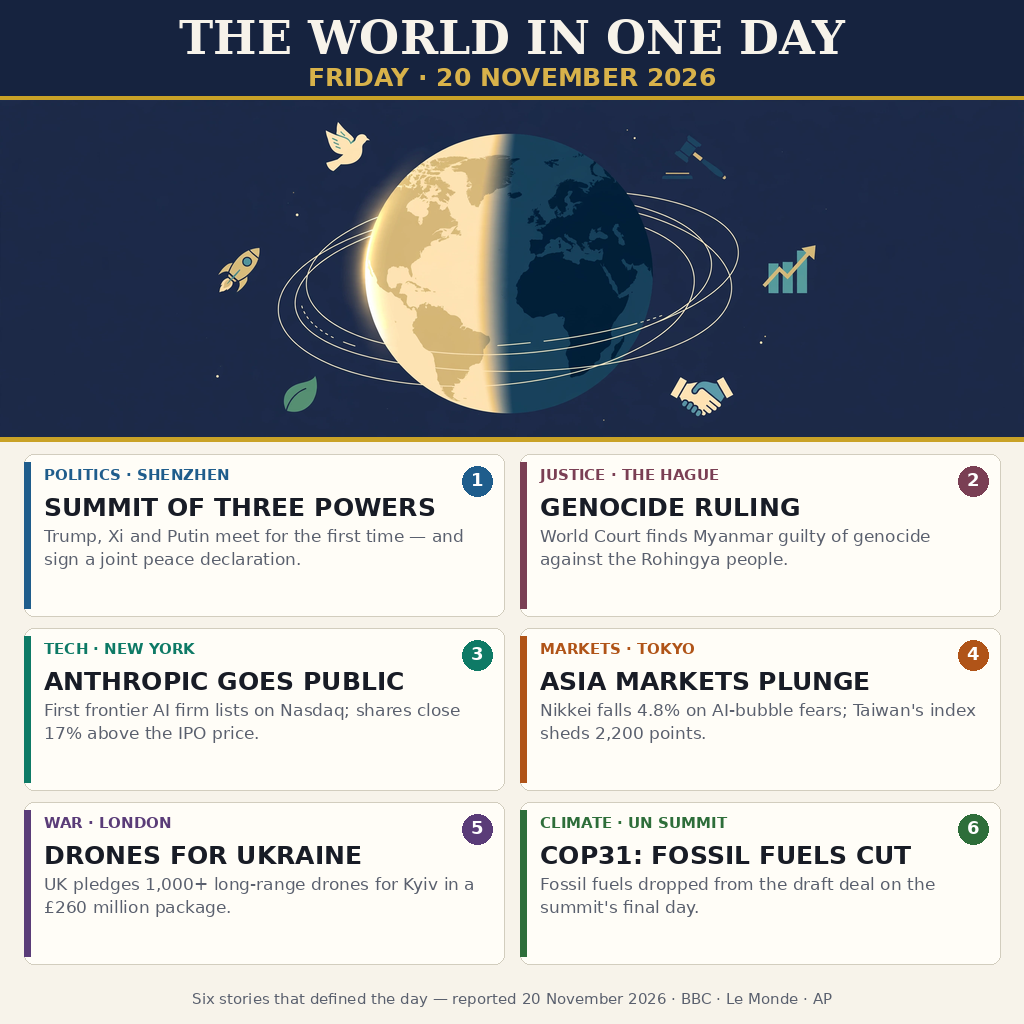 THE WORLD IN ONE DAY
FRIDAY · 20 NOVEMBER 2026
POLITICS · SHENZHEN
1
SUMMIT OF THREE POWERS
Trump, Xi and Putin meet for the first time — and
sign a joint peace declaration.
JUSTICE · THE HAGUE
2
GENOCIDE RULING
World Court finds Myanmar guilty of genocide
against the Rohingya people.
TECH · NEW YORK
3
ANTHROPIC GOES PUBLIC
First frontier AI firm lists on Nasdaq; shares close
17% above the IPO price.
MARKETS · TOKYO
4
ASIA MARKETS PLUNGE
Nikkei falls 4.8% on AI-bubble fears; Taiwan's index
sheds 2,200 points.
WAR · LONDON
5
DRONES FOR UKRAINE
UK pledges 1,000+ long-range drones for Kyiv in a
£260 million package.
CLIMATE · UN SUMMIT
6
COP31: FOSSIL FUELS CUT
Fossil fuels dropped from the draft deal on the
summit's final day.
Six stories that defined the day — reported 20 November 2026 · BBC · Le Monde · AP